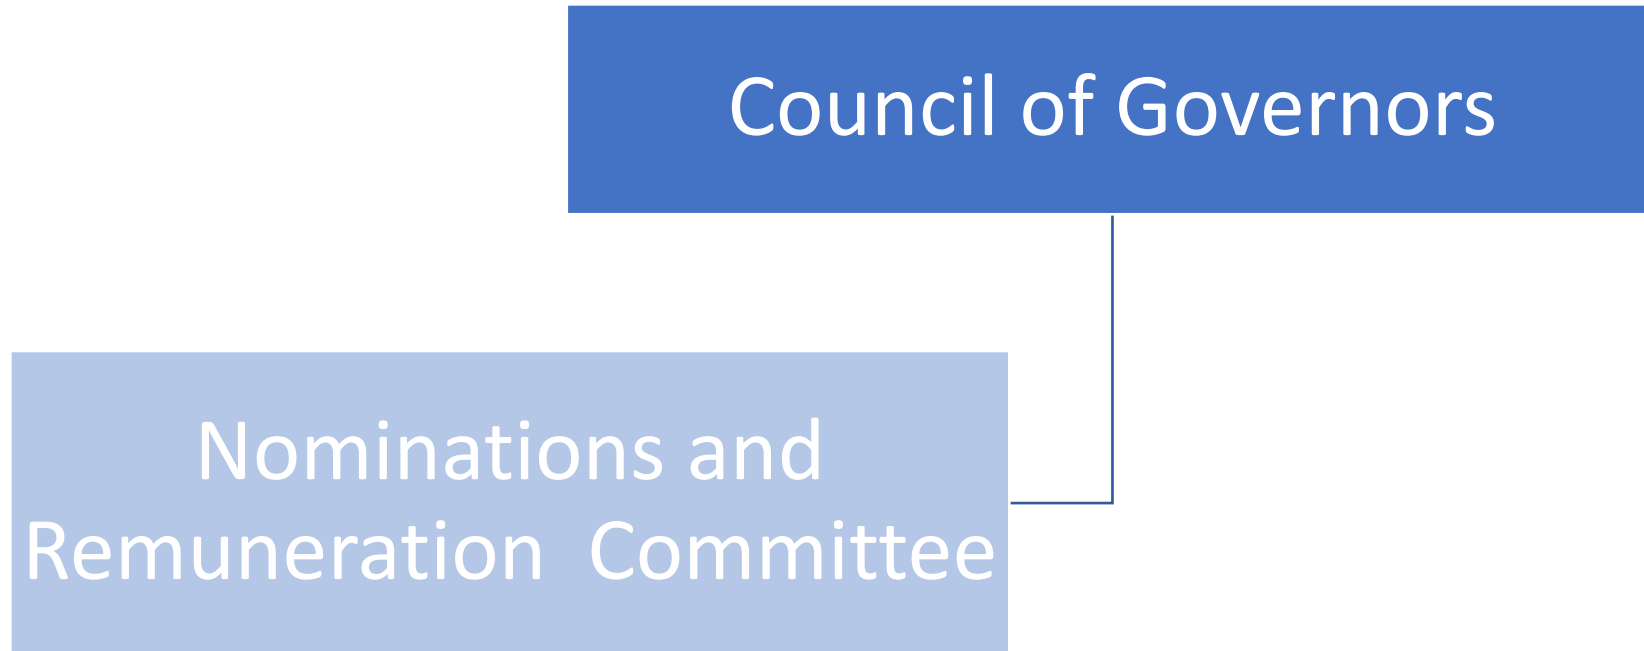 Council of Governors
Nominations and
Remuneration  Committee